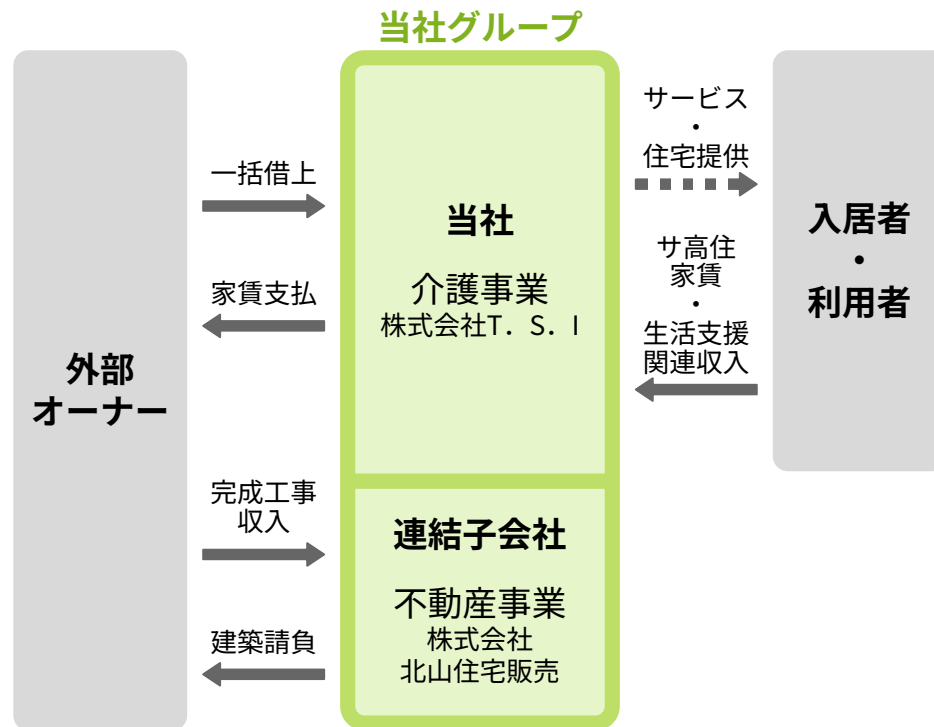 当社グループ
外部
オーナー
一括借上
家賃支払
完成工事
収入
建築請負
当社
介護事業
株式会社T．S．I
連結子会社
不動産事業
株式会社
北山住宅販売
サービス
・
住宅提供
サ高住
家賃
・
生活支援
関連収入
入居者
・
利用者